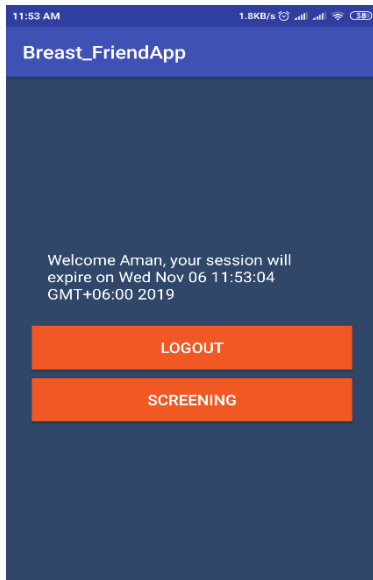 11:53 AM 1.8KB/s 38
Breast_FriendApp
Welcome Aman, your session will
expire on Wed Nov 06 11:53:04
GMT+06:00 2019
LOGOUT
SCREENING